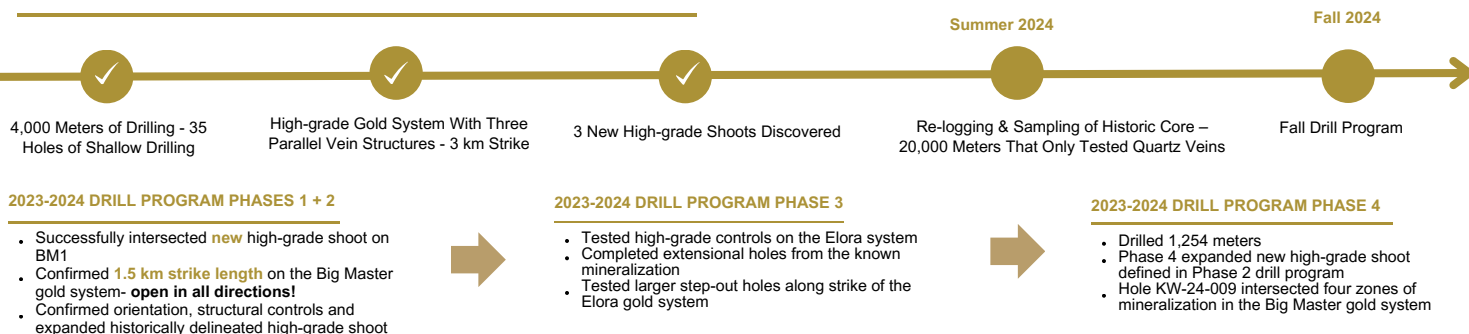 Summer 2024
Fall 2024
4,000 Meters of Drilling - 35
Holes of Shallow Drilling
High-grade Gold System With Three
Parallel Vein Structures - 3 km Strike
3 New High-grade Shoots Discovered
Re-logging & Sampling of Historic Core –
20,000 Meters That Only Tested Quartz Veins
Fall Drill Program
2023-2024 DRILL PROGRAM PHASES 1 + 2
• Successfully intersected new high-grade shoot on
BM1
• Confirmed 1.5 km strike length on the Big Master
gold system- open in all directions!
• Confirmed orientation, structural controls and
expanded historically delineated high-grade shoot
2023-2024 DRILL PROGRAM PHASE 3
• Tested high-grade controls on the Elora system
• Completed extensional holes from the known
mineralization
• Tested larger step-out holes along strike of the
Elora gold system
2023-2024 DRILL PROGRAM PHASE 4
• Drilled 1,254 meters
• Phase 4 expanded new high-grade shoot
defined in Phase 2 drill program
• Hole KW-24-009 intersected four zones of
mineralization in the Big Master gold system